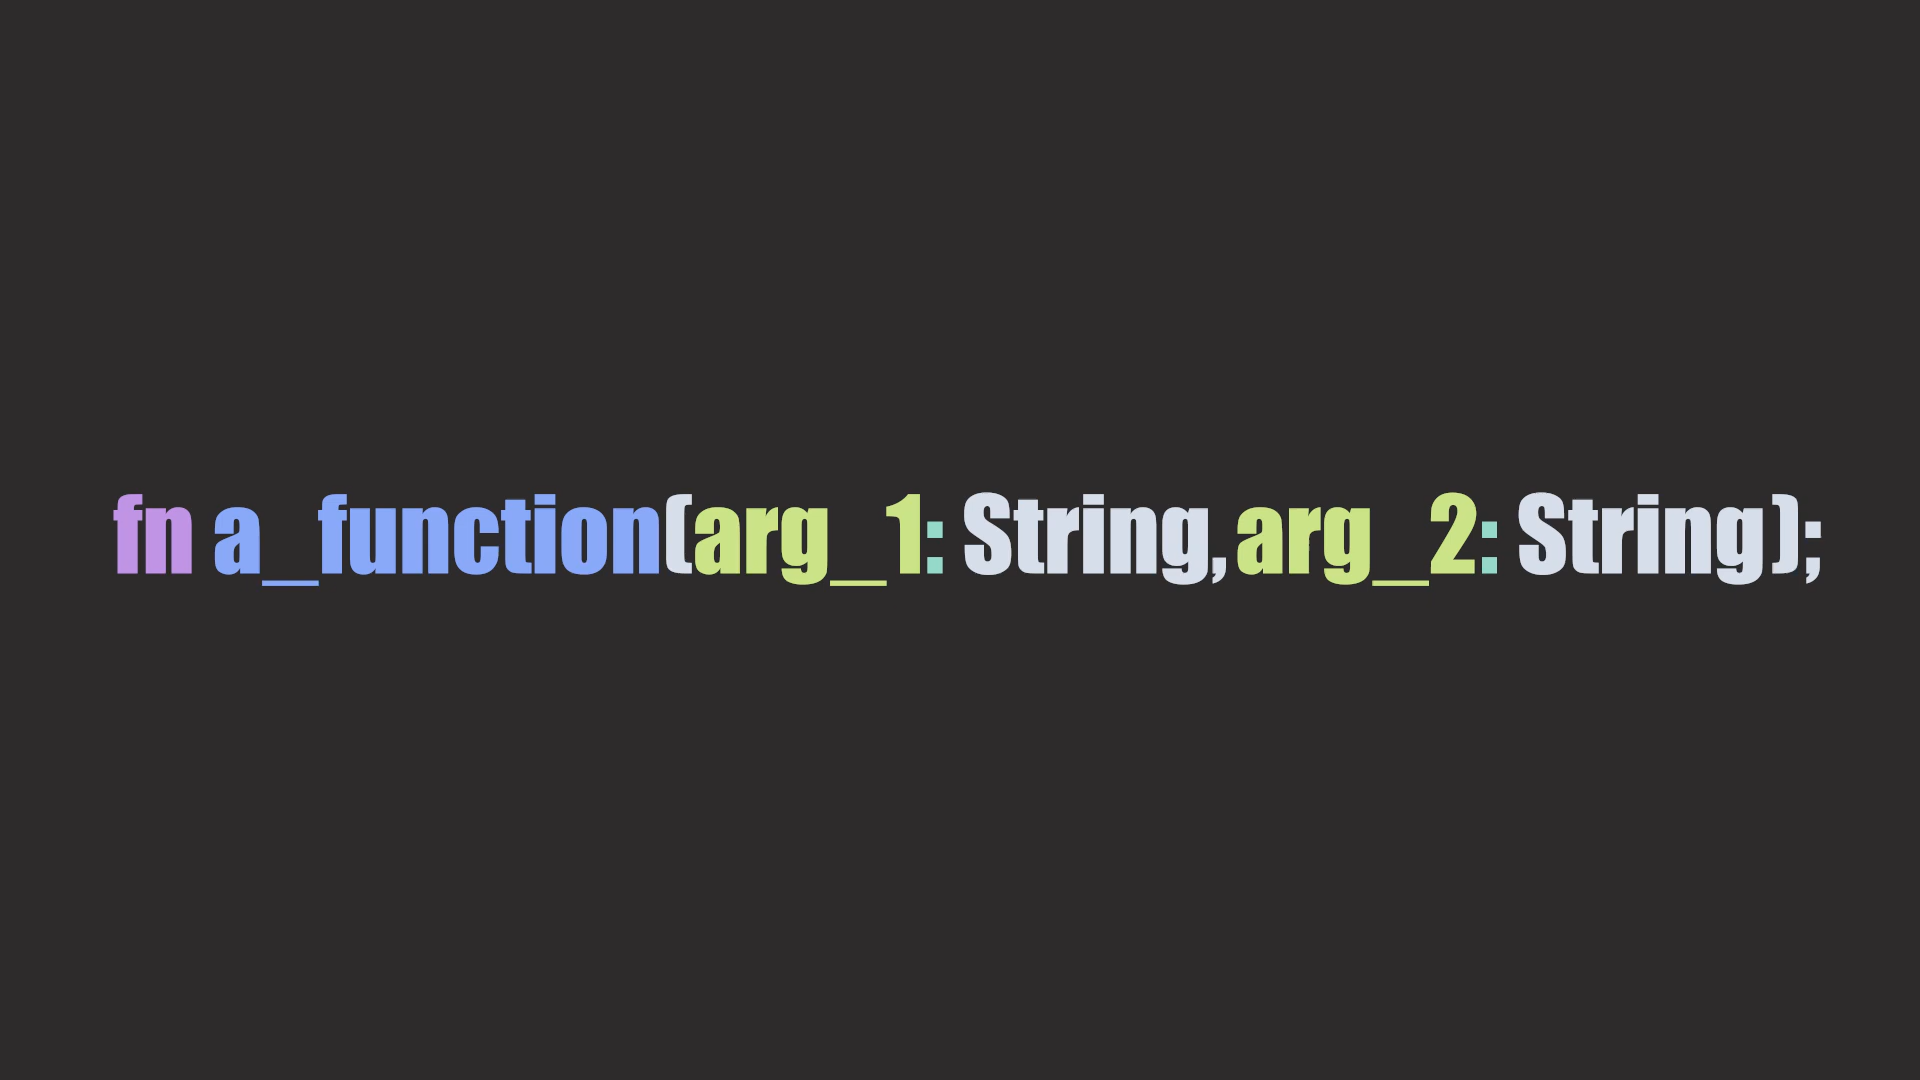 fn a_function(arg_1: String, arg_2: String);